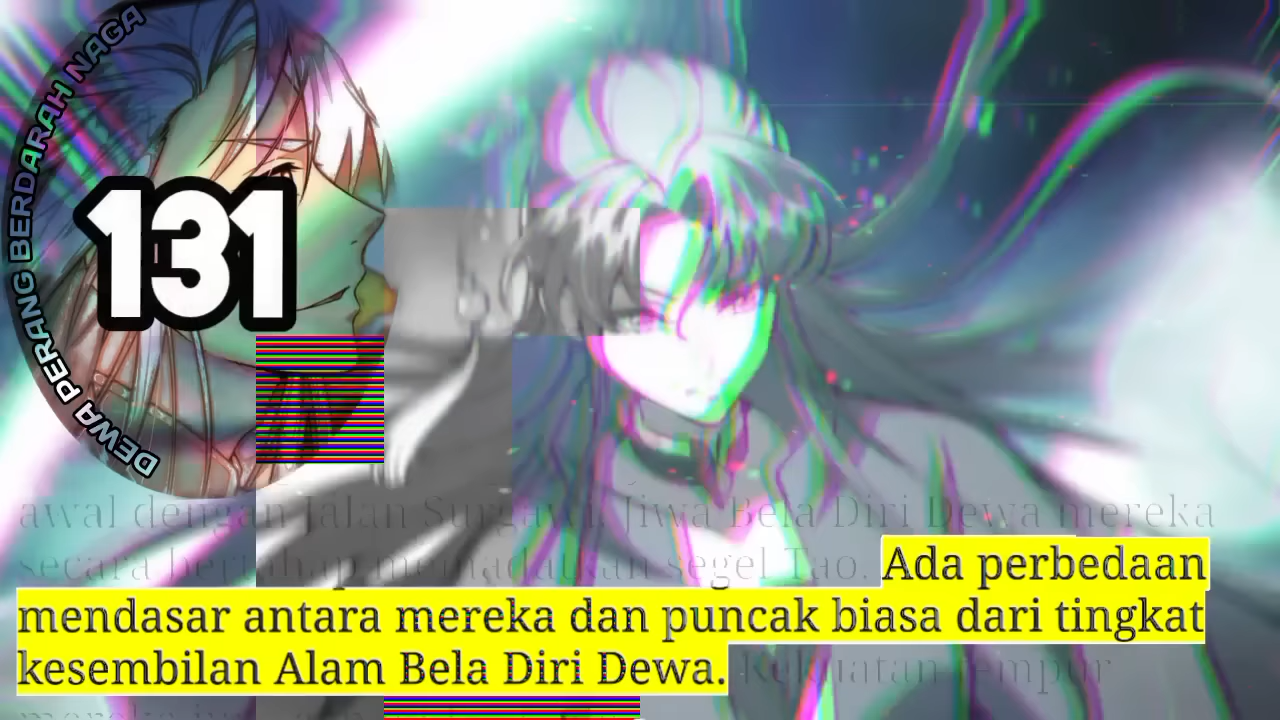 DEWA PERANG BERDARAH NAGA
131
awal dengan Jalan Surgawi. Jiwa Bela Diri Dewa mereka
secara bertahap memadatkan segel Tao. Ada perbedaan
mendasar antara mereka dan puncak biasa dari tingkat
kesembilan Alam Bela Diri Dewa. Kekuatan tempur
mereka